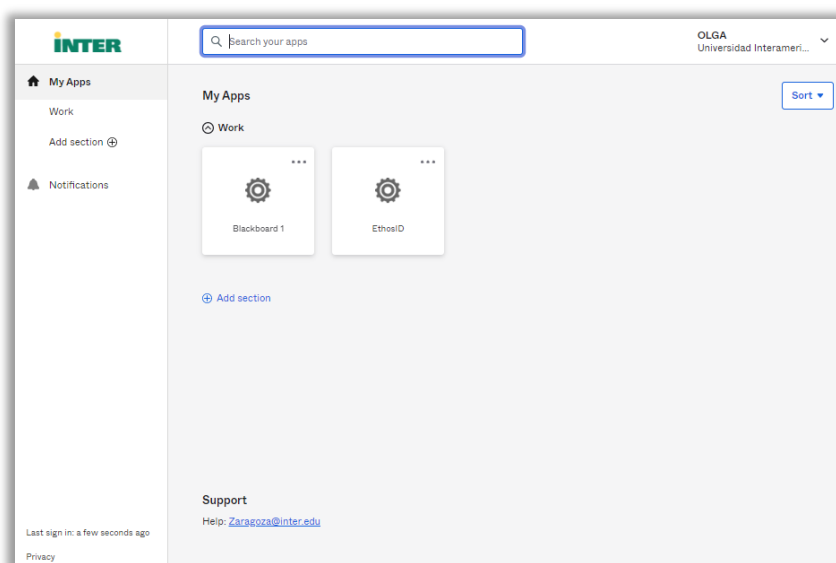 INTER
Search your apps
OLGA
Universidad Interameri...
My Apps
Work
Add section
Notifications
My Apps
Sort
Work
Blackboard 1
EthosID
Add section
Support
Help: Zaragoza@inter.edu
Last sign in: a few seconds ago
Privacy